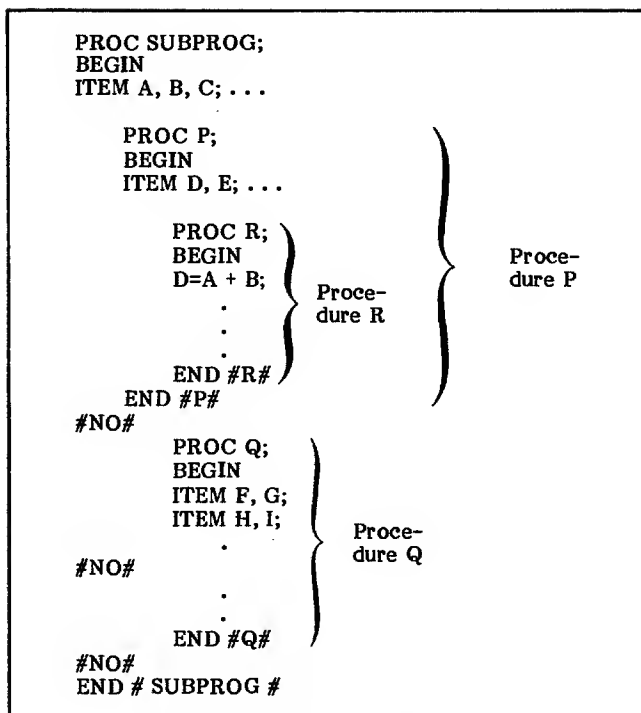 PROC SUBPROG;
BEGIN
ITEM A, B, C; . . .
PROC P;
BEGIN
ITEM D, E; . . .
PROC R;
BEGIN
D=A + B;
.
.
.
END #R#
Proce-
dure R
END #P#
Proce-
dure P
#NO#
PROC Q;
BEGIN
ITEM F, G;
ITEM H, I;
.
#NO#
.
.
END #Q#
Proce-
dure Q
#NO#
END # SUBPROG #